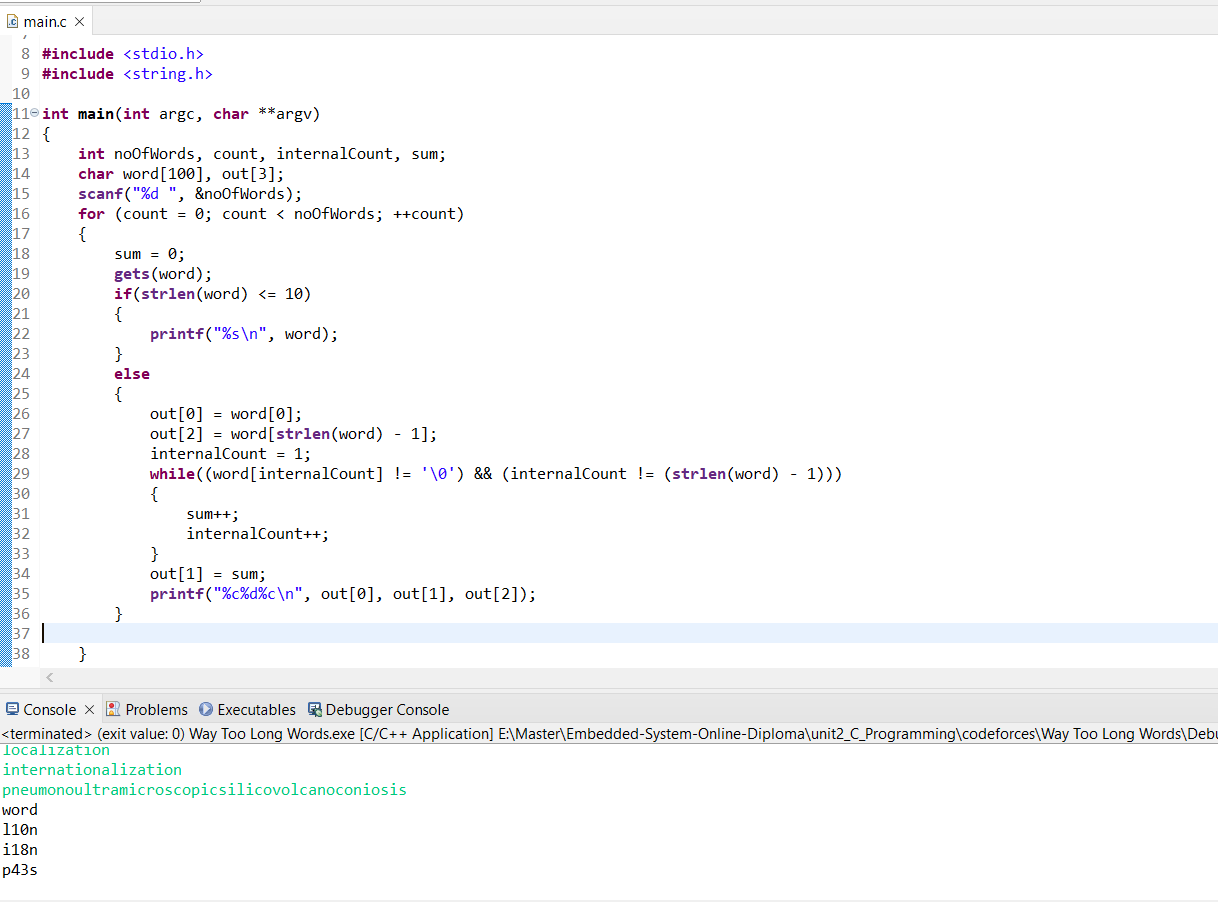 main.c
8 #include <stdio.h>
9 #include <string.h>
10
11 int main(int argc, char **argv)
12 {
13     int noOfWords, count, internalCount, sum;
14     char word[100], out[3];
15     scanf("%d ", &noOfWords);
16     for (count = 0; count < noOfWords; ++count)
17     {
18         sum = 0;
19         gets(word);
20         if(strlen(word) <= 10)
21         {
22             printf("%s\n", word);
23         }
24         else
25         {
26             out[0] = word[0];
27             out[2] = word[strlen(word) - 1];
28             internalCount = 1;
29             while((word[internalCount] != '\0') && (internalCount != (strlen(word) - 1)))
30             {
31                 sum++;
32                 internalCount++;
33             }
34             out[1] = sum;
35             printf("%c%d%c\n", out[0], out[1], out[2]);
36         }
37
38     }
Console Problems Executables Debugger Console
<terminated> (exit value: 0) Way Too Long Words.exe [C/C++ Application] E:\Master\Embedded-System-Online-Diploma\unit2_C_Programming\codeforces\Way Too Long Words\Debu
localization
internationalization
pneumonoultramicroscopicsilicovolcanoconiosis
word
l10n
i18n
p43s